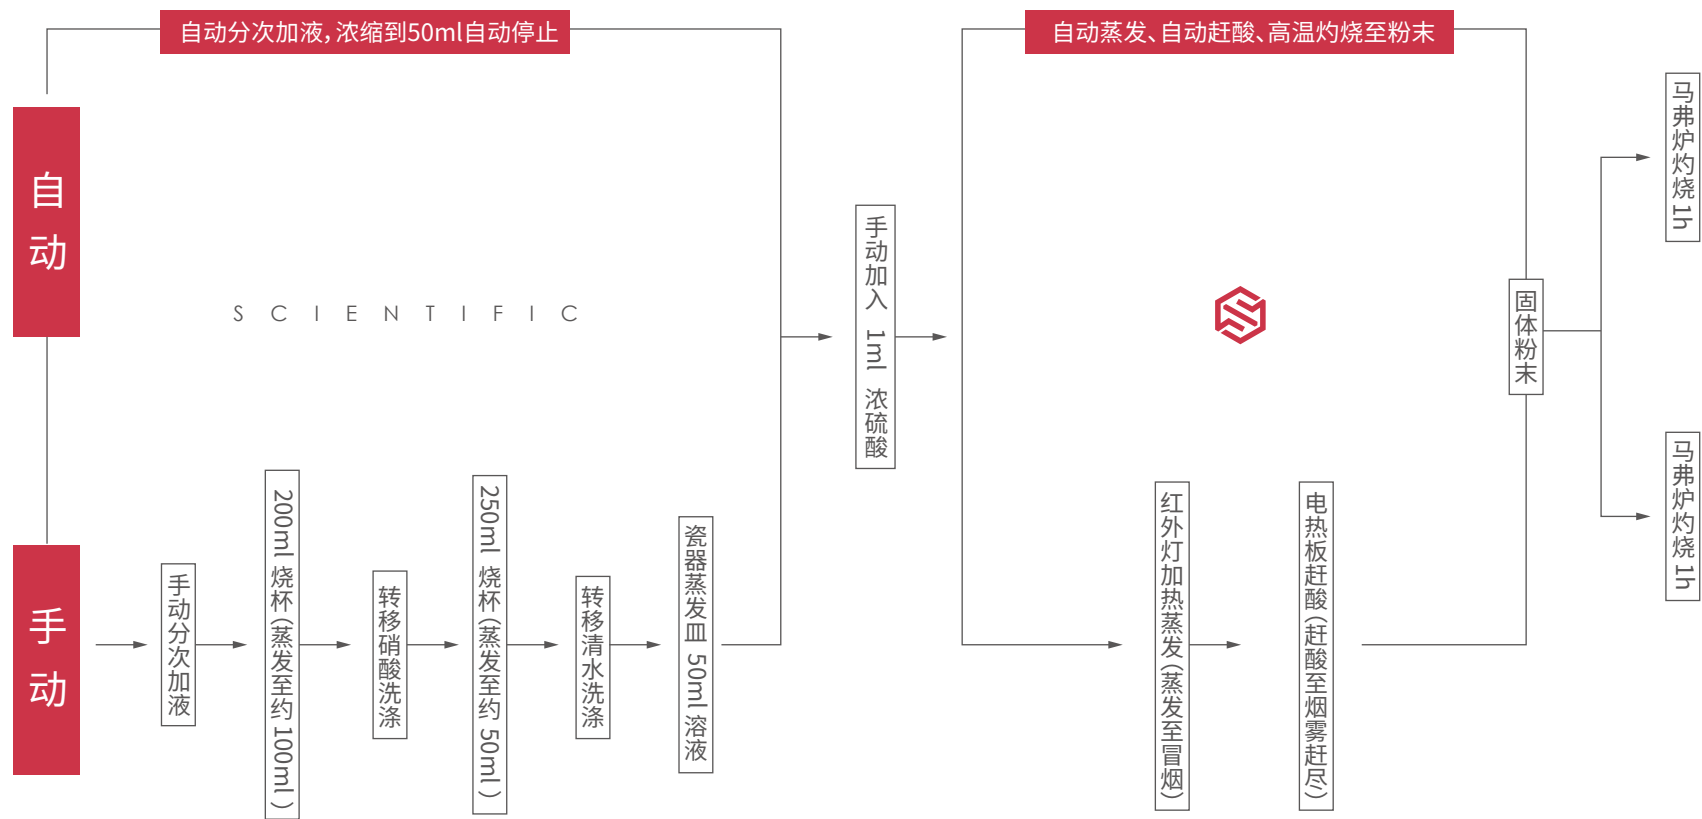 自动分次加液，浓缩到50ml自动停止
自动蒸发、自动赶酸、高温灼烧至粉末
自动
手动
SCIENTIFIC
手动分次加液
200ml 烧杯（蒸发至约 100ml）
转移硝酸洗涤
250ml 烧杯（蒸发至约 50ml）
转移清水洗涤
瓷器蒸发皿 50ml 溶液
手动加入 1ml 浓硫酸
红外灯加热蒸发（蒸发至冒烟）
电热板赶酸（赶酸至烟雾赶尽）
固体粉末
马弗炉灼烧 1h
马弗炉灼烧 1h